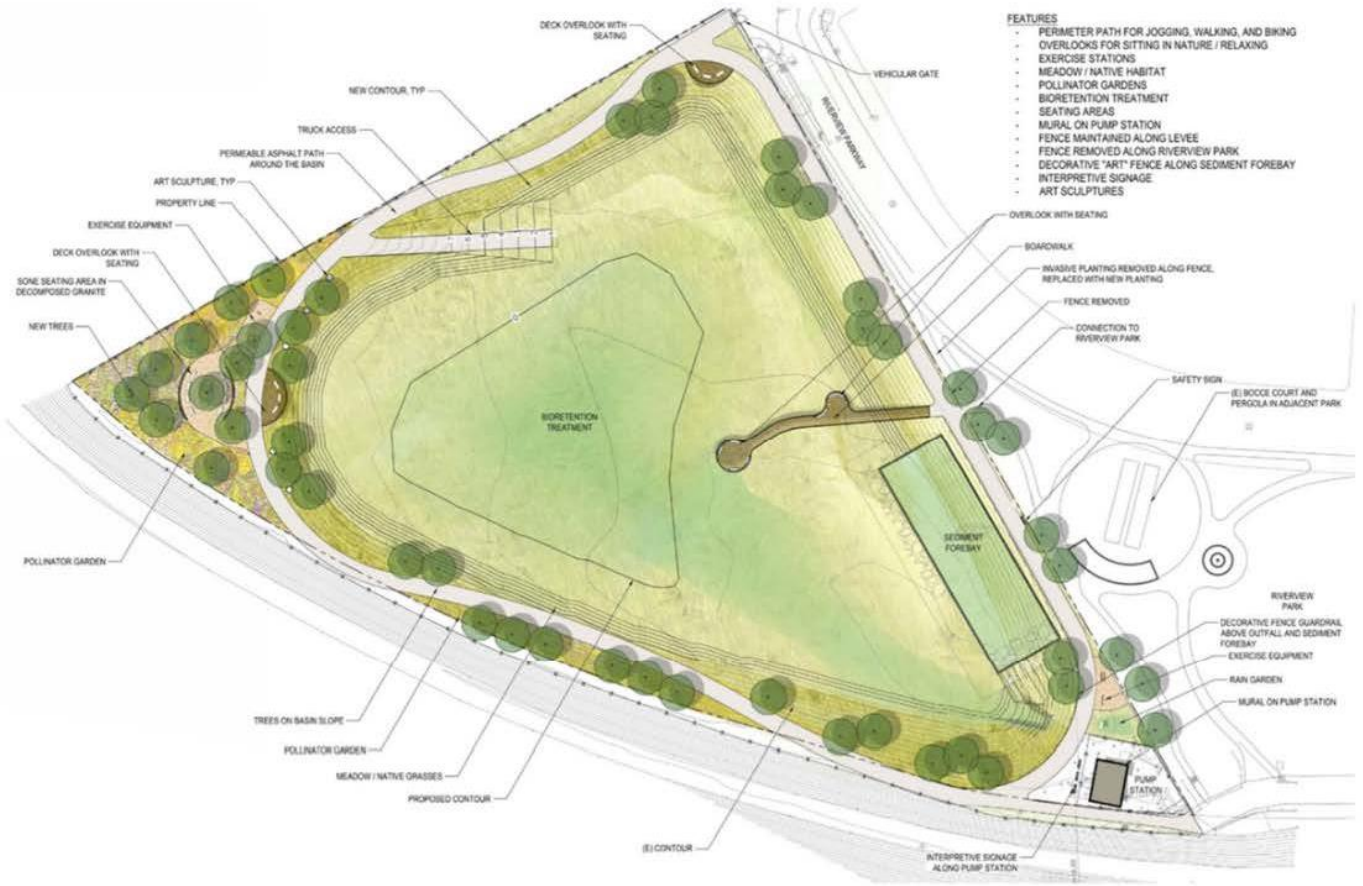 DECK OVERLOOK WITH
SEATING
VEHICULAR GATE
RIVERVIEW PARKWAY
NEW CONTOUR, TYP
TRUCK ACCESS
PERMEABLE ASPHALT PATH
AROUND THE BASIN
ART SCULPTURE, TYP
PROPERTY LINE
EXERCISE EQUIPMENT
DECK OVERLOOK WITH
SEATING
SONE SEATING AREA IN
DECOMPOSED GRANITE
NEW TREES
POLLINATOR GARDEN
TREES ON BASIN SLOPE
POLLINATOR GARDEN
MEADOW / NATIVE GRASSES
PROPOSED CONTOUR
(E) CONTOUR
BIORETENTION
TREATMENT
SEDIMENT
FOREBAY
FEATURES
- PERIMETER PATH FOR JOGGING, WALKING, AND BIKING
- OVERLOOKS FOR SITTING IN NATURE / RELAXING
- EXERCISE STATIONS
- MEADOW / NATIVE HABITAT
- POLLINATOR GARDENS
- BIORETENTION TREATMENT
- SEATING AREAS
- MURAL ON PUMP STATION
- FENCE MAINTAINED ALONG LEVEE
- FENCE REMOVED ALONG RIVERVIEW PARK
- DECORATIVE "ART" FENCE ALONG SEDIMENT FOREBAY
- INTERPRETIVE SIGNAGE
- ART SCULPTURES
OVERLOOK WITH SEATING
BOARDWALK
INVASIVE PLANTING REMOVED ALONG FENCE,
REPLACED WITH NEW PLANTING
FENCE REMOVED
CONNECTION TO
RIVERVIEW PARK
SAFETY SIGN
(E) BOCCE COURT AND
PERGOLA IN ADJACENT PARK
RIVERVIEW
PARK
DECORATIVE FENCE GUARDRAIL
ABOVE OUTFALL AND SEDIMENT
FOREBAY
EXERCISE EQUIPMENT
RAIN GARDEN
MURAL ON PUMP STATION
PUMP
STATION
INTERPRETIVE SIGNAGE
ALONG PUMP STATION